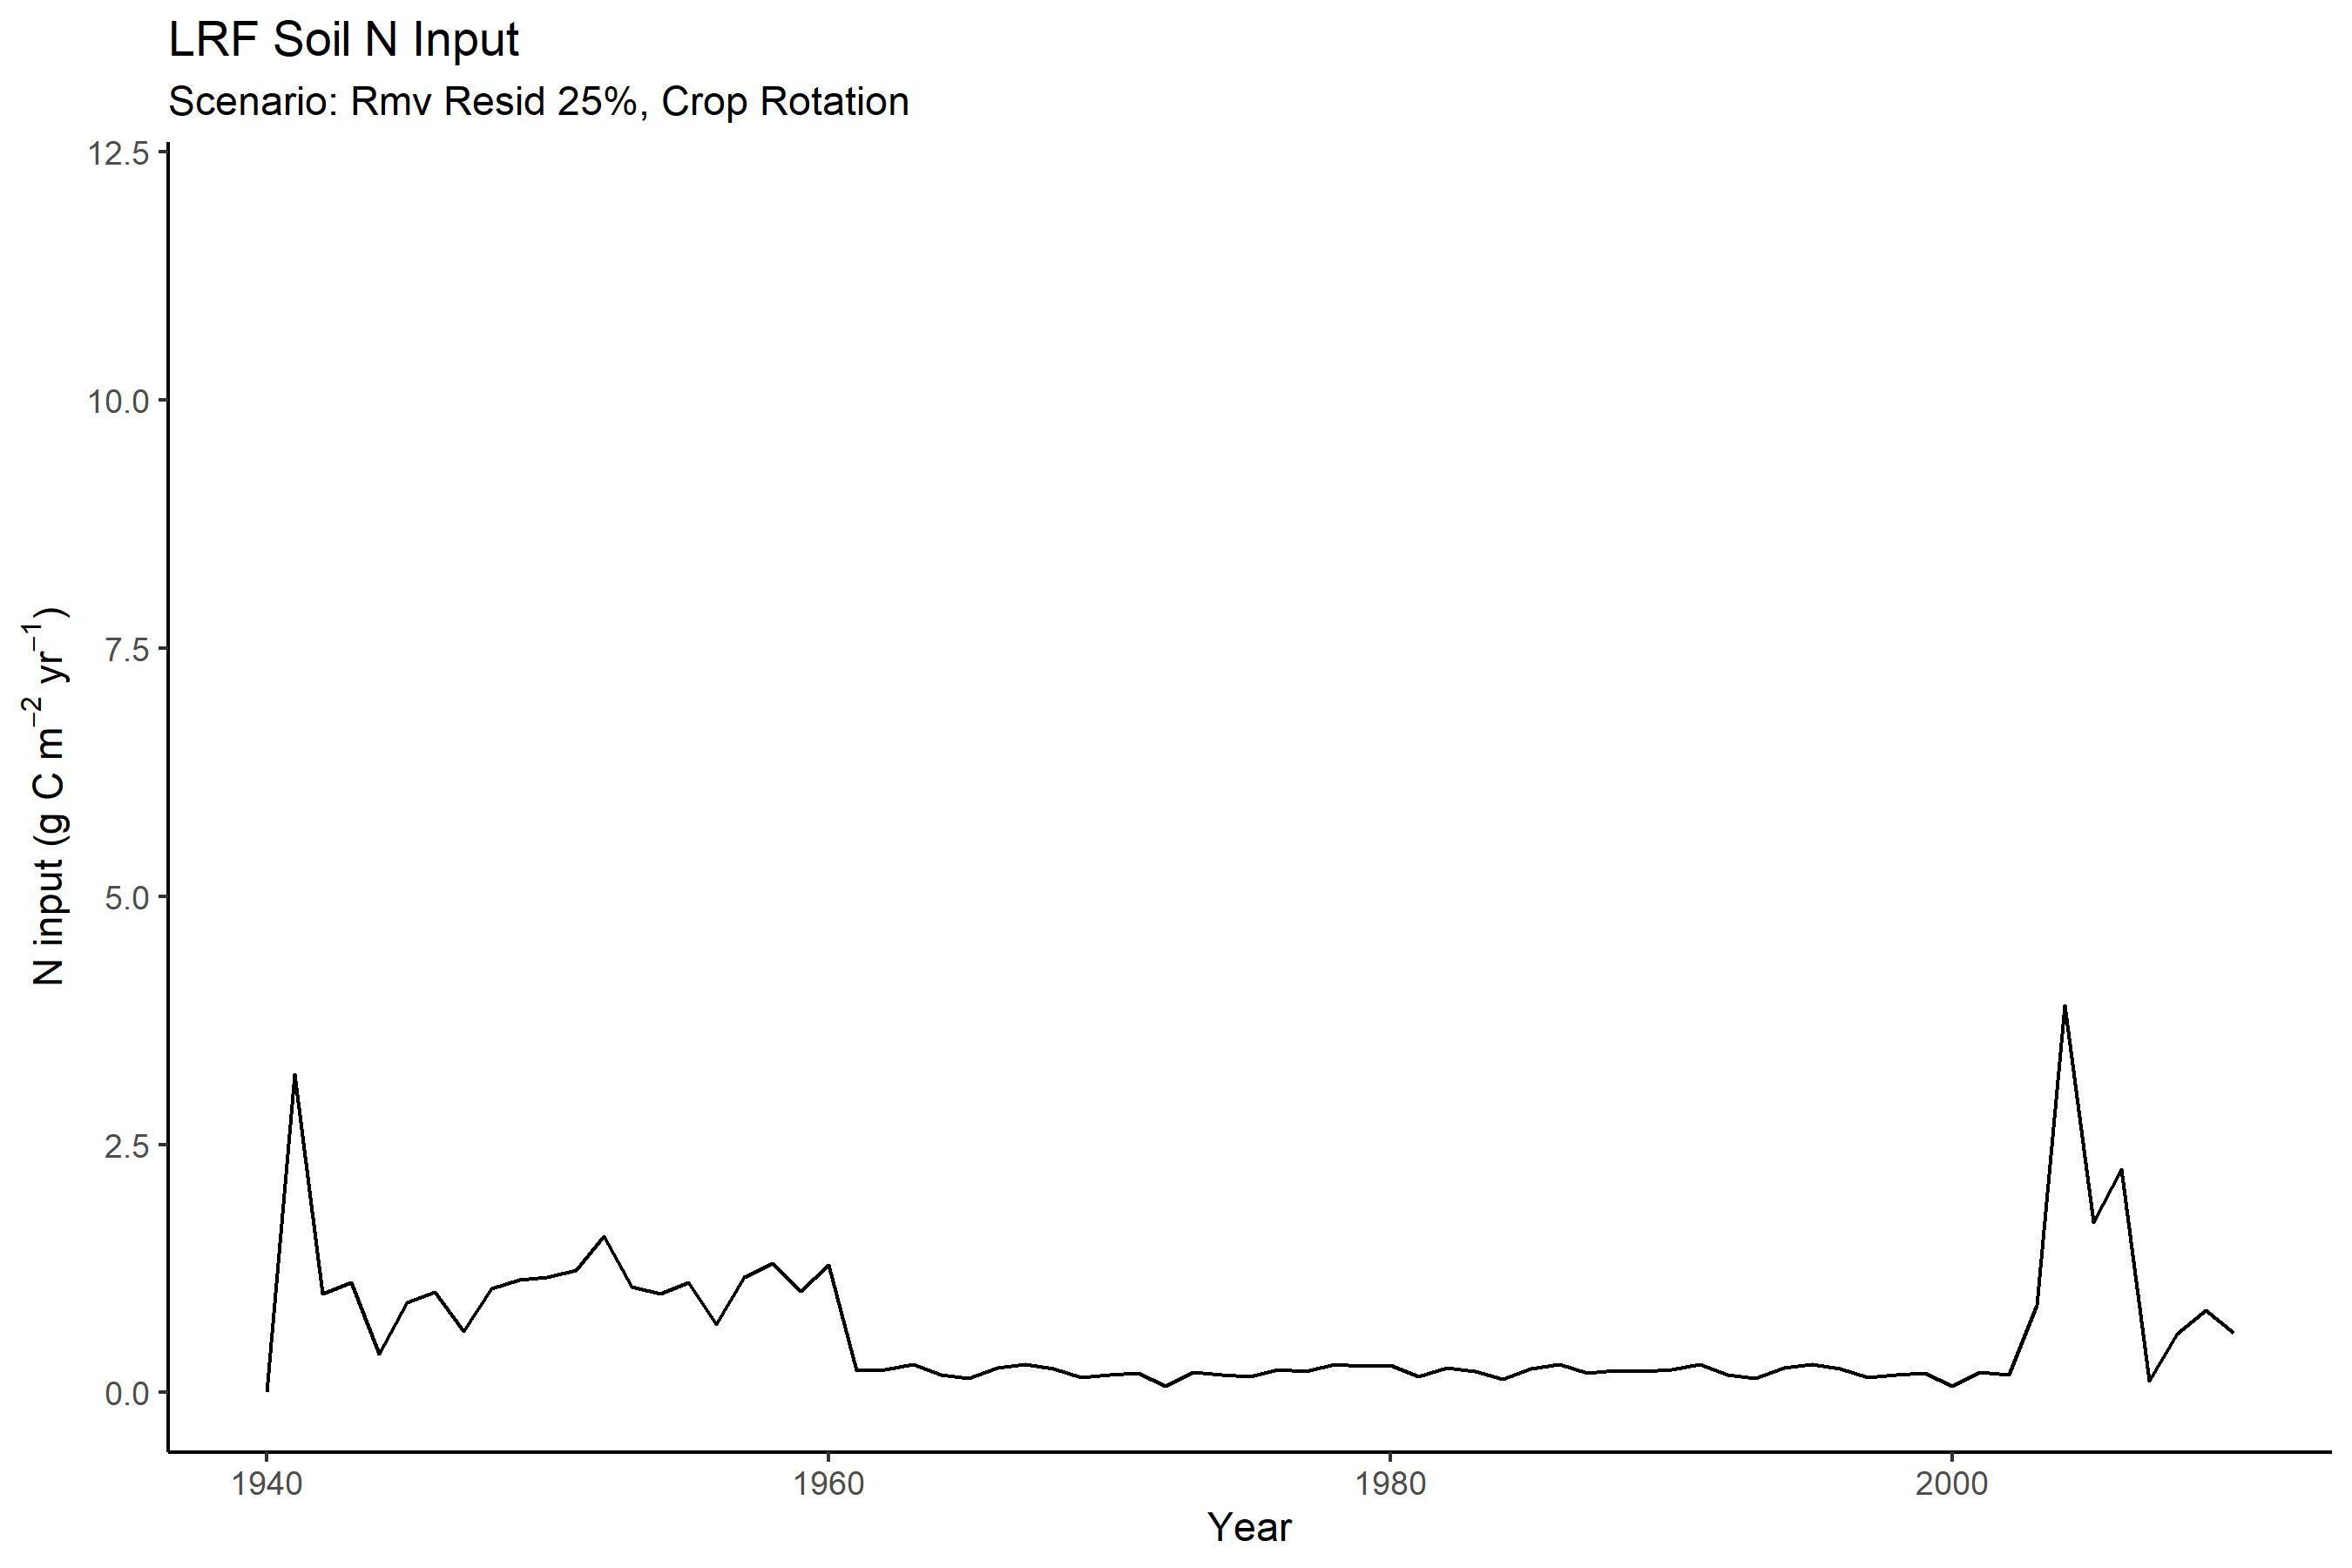 LRF Soil N Input
Scenario: Rmv Resid 25%, Crop Rotation
12.5
10.0
7.5
5.0
2.5
0.0
N input (g C m⁻² yr⁻¹)
1940 1960 1980 2000
Year